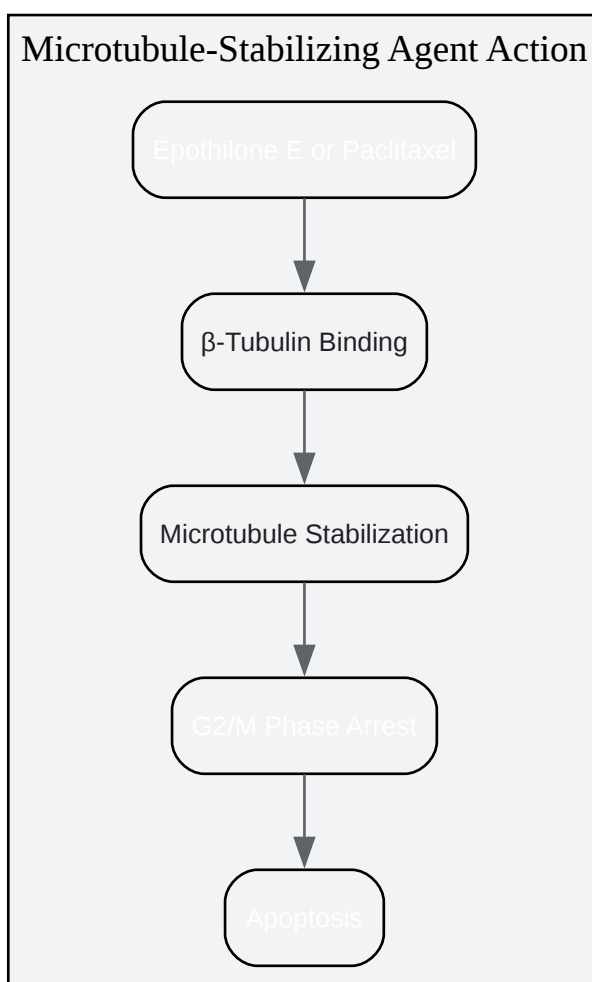 Microtubule-Stabilizing Agent Action
Epothilone E or Paclitaxel
β-Tubulin Binding
Microtubule Stabilization
G2/M Phase Arrest
Apoptosis